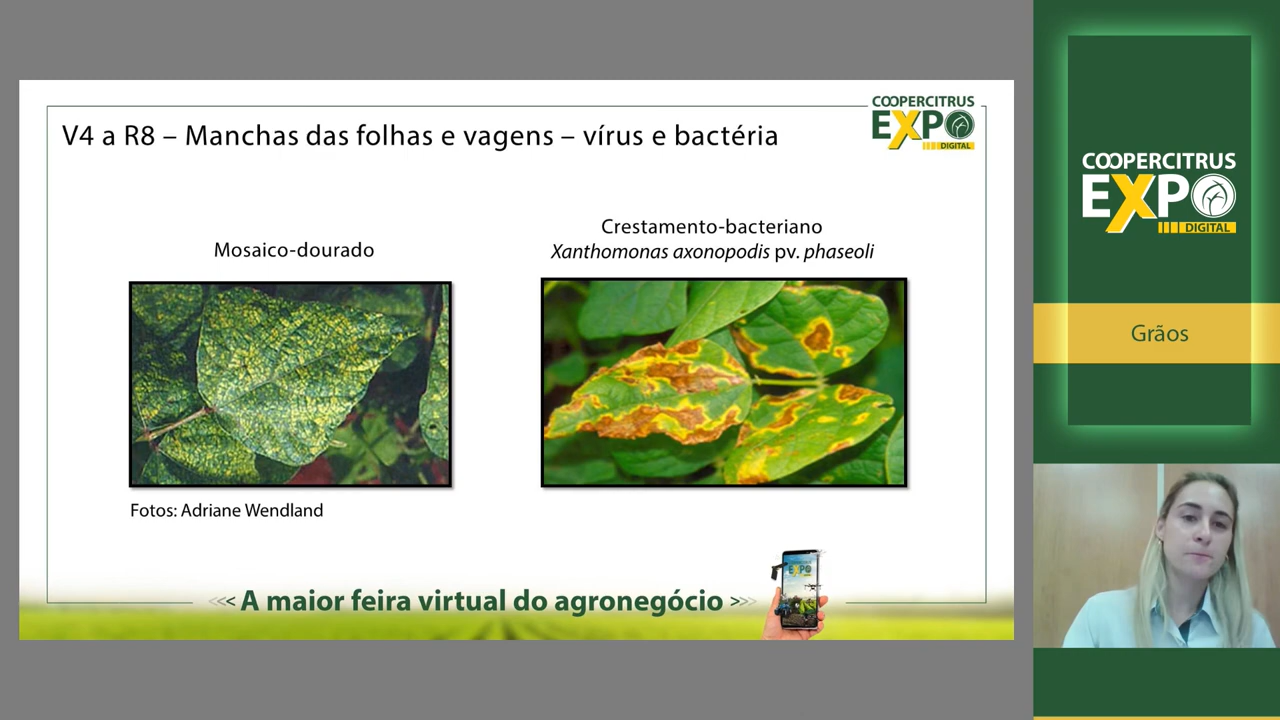 V4 a R8 – Manchas das folhas e vagens – vírus e bactéria
COOPERCITRUS
EXPO
DIGITAL
Mosaico-dourado
Crestamento-bacteriano
Xanthomonas axonopodis pv. phaseoli
Fotos: Adriane Wendland
<< A maior feira virtual do agronegócio >>
EXPO
COOPERCITRUS
EXPO
DIGITAL
Grãos